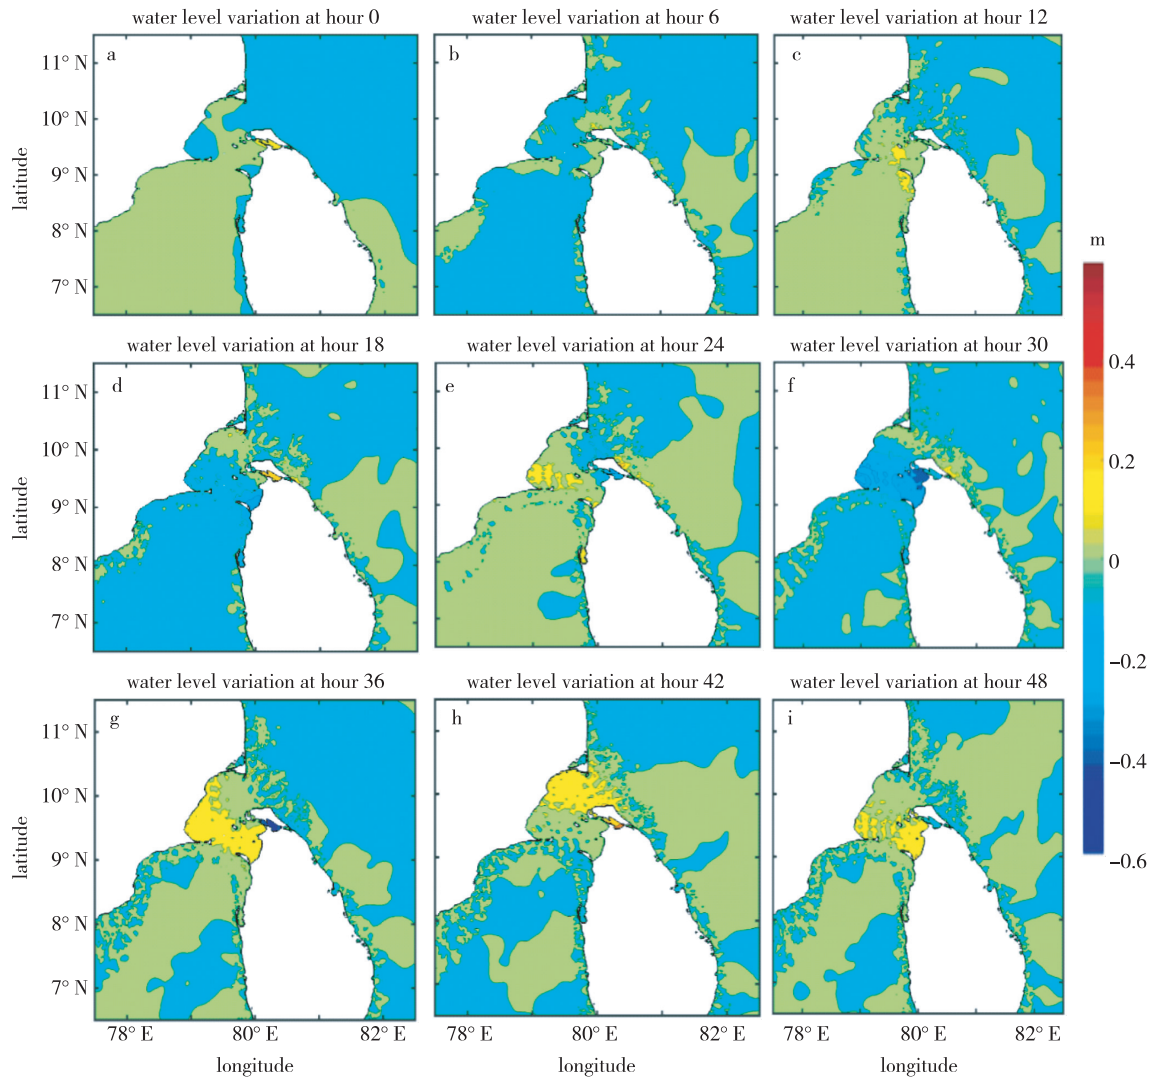 water level variation at hour 0 water level variation at hour 6 water level variation at hour 12
a b c
11° N
10° N
9° N
8° N
7° N
latitude
m
water level variation at hour 18 water level variation at hour 24 water level variation at hour 30
d e f
11° N
10° N
9° N
8° N
7° N
latitude
0.4
0.2
0
-0.2
-0.4
-0.6
water level variation at hour 36 water level variation at hour 42 water level variation at hour 48
g h i
11° N
10° N
9° N
8° N
7° N
latitude
78° E 80° E 82° E 78° E 80° E 82° E 78° E 80° E 82° E
longitude longitude longitude